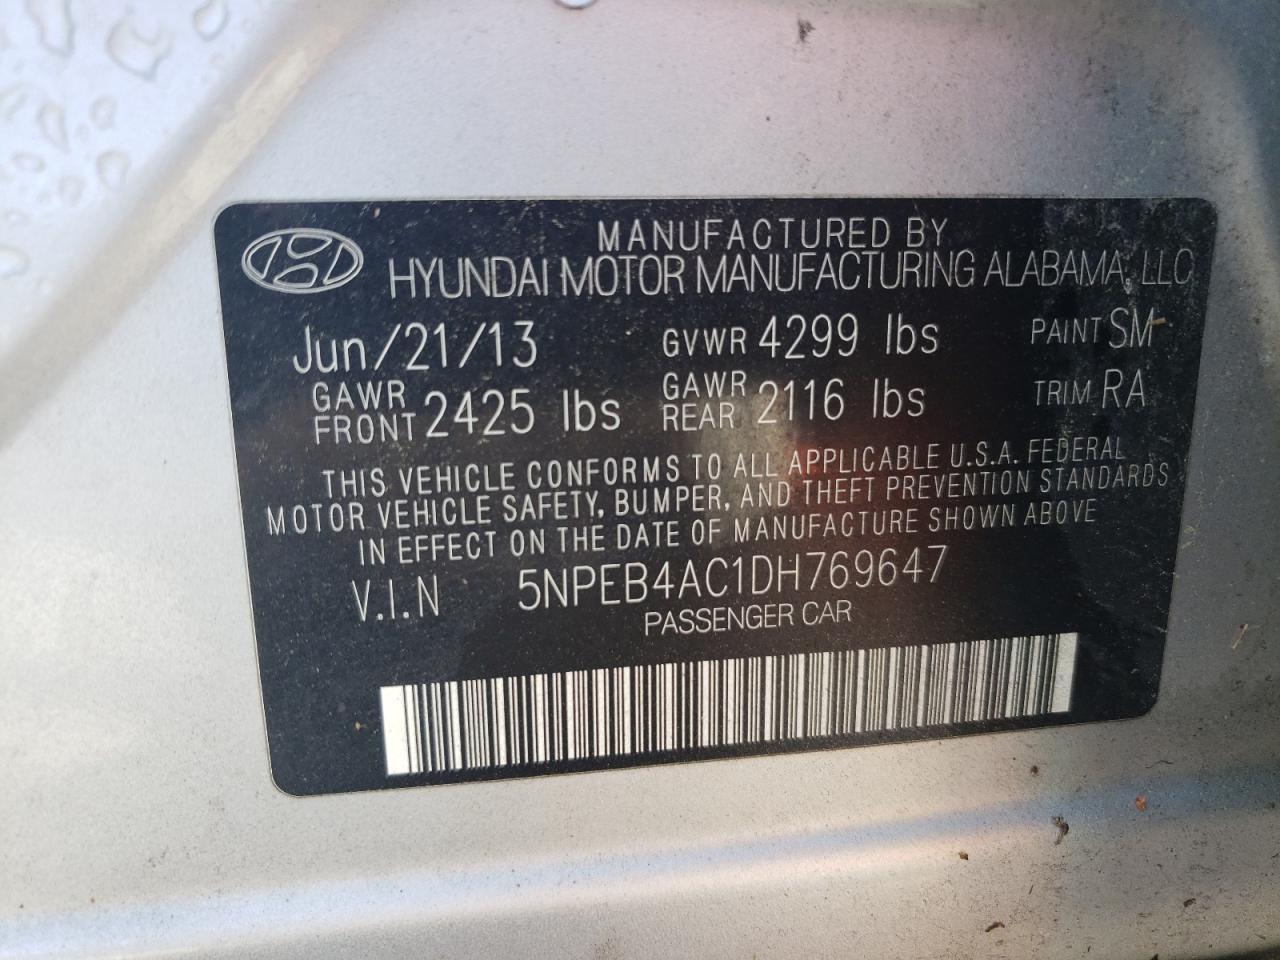 MANUFACTURED BY
HYUNDAI MOTOR MANUFACTURING ALABAMA, LLC
Jun/21/13 GVWR 4299 lbs PAINT SM
GAWR FRONT 2425 lbs GAWR REAR 2116 lbs TRIM RA
THIS VEHICLE CONFORMS TO ALL APPLICABLE U.S.A. FEDERAL
MOTOR VEHICLE SAFETY, BUMPER, AND THEFT PREVENTION STANDARDS
IN EFFECT ON THE DATE OF MANUFACTURE SHOWN ABOVE
V.I.N 5NPEB4AC1DH769647
PASSENGER CAR